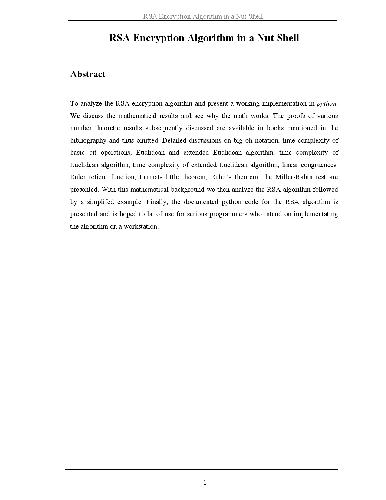 RSA Encryption Algorithm in a Nut Shell
RSA Encryption Algorithm in a Nut Shell
Abstract
To analyze the RSA encryption algorithm and present a working implementation in python.
We discuss the mathematical results and see why the math works. The proofs of various
number theoretic results subsequently discussed are available in books mentioned in the
bibliography and thus omitted. Detailed discussions on big oh notation, time complexity of
basic bit operations, Euclidean and extended Euclidean algorithm, time complexity of
Euclidean algorithm, time complexity of extended Euclidean algorithm, linear congruences,
Euler totient function, Fermats little theorem, Euler's theorem, the Miller-Rabin test are
presented. With this mathematical background we then analyze the RSA algorithm followed
by a simplified example. Finally, the documented python code for the RSA algorithm is
presented and is hoped to be of use for serious programmers who intend on implementating
the algorithm on a workstation.
1